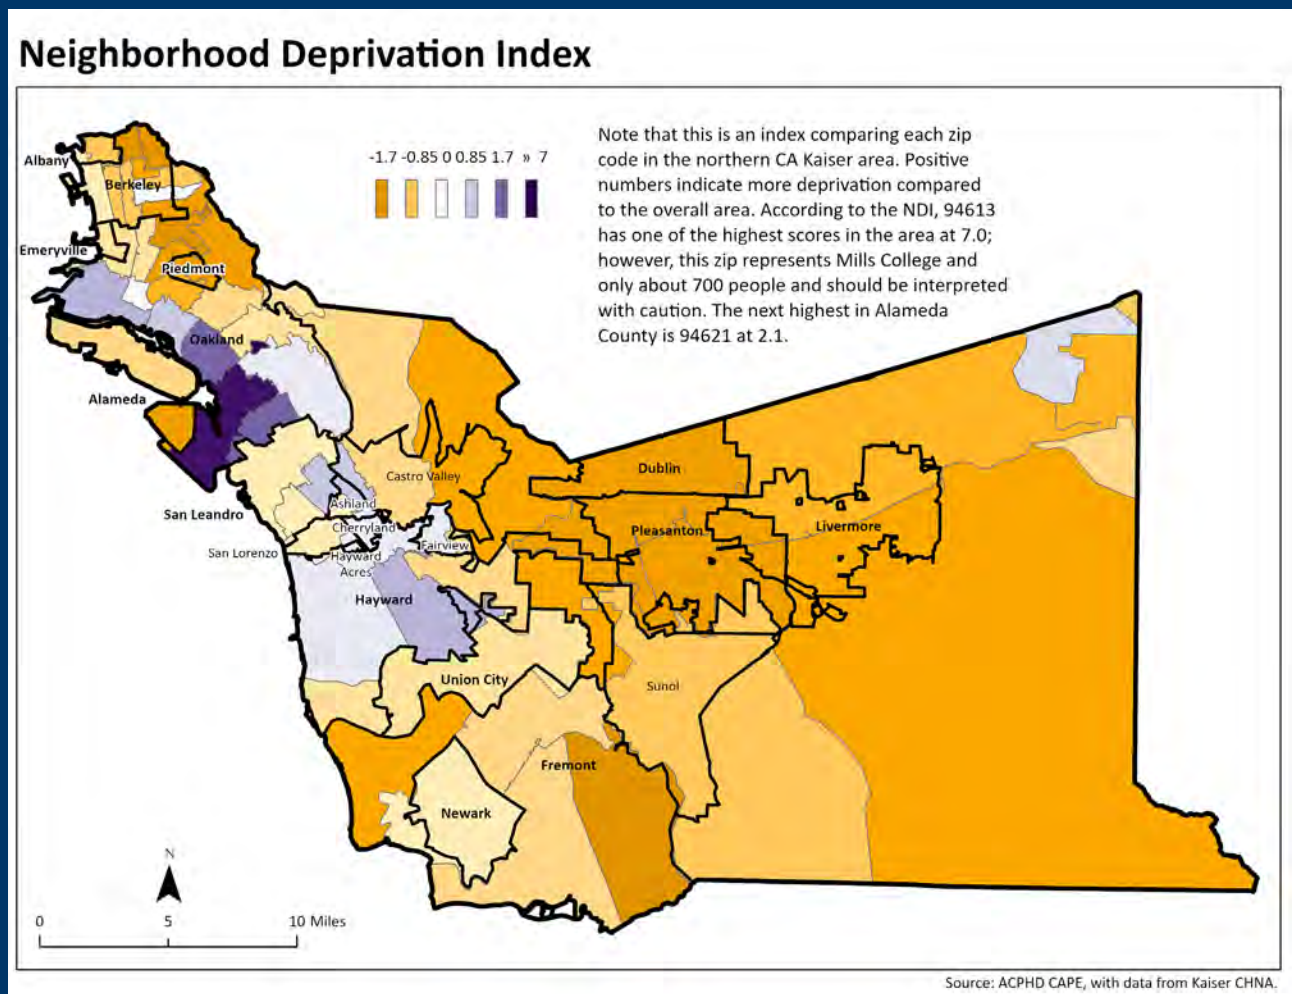 Neighborhood Deprivation Index
-1.7 -0.85 0 0.85 1.7 » 7
Note that this is an index comparing each zip
code in the northern CA Kaiser area. Positive
numbers indicate more deprivation compared
to the overall area. According to the NDI, 94613
has one of the highest scores in the area at 7.0;
however, this zip represents Mills College and
only about 700 people and should be interpreted
with caution. The next highest in Alameda
County is 94621 at 2.1.
Albany
Berkeley
Emeryville
Piedmont
Oakland
Alameda
Castro Valley
Dublin
San Leandro
Ashland
Cherryland
Pleasanton
Livermore
San Lorenzo
Fairview
Hayward
Acres
Hayward
Union City
Sunol
Fremont
Newark
N
0 5 10 Miles
Source: ACPHD CAPE, with data from Kaiser CHNA.